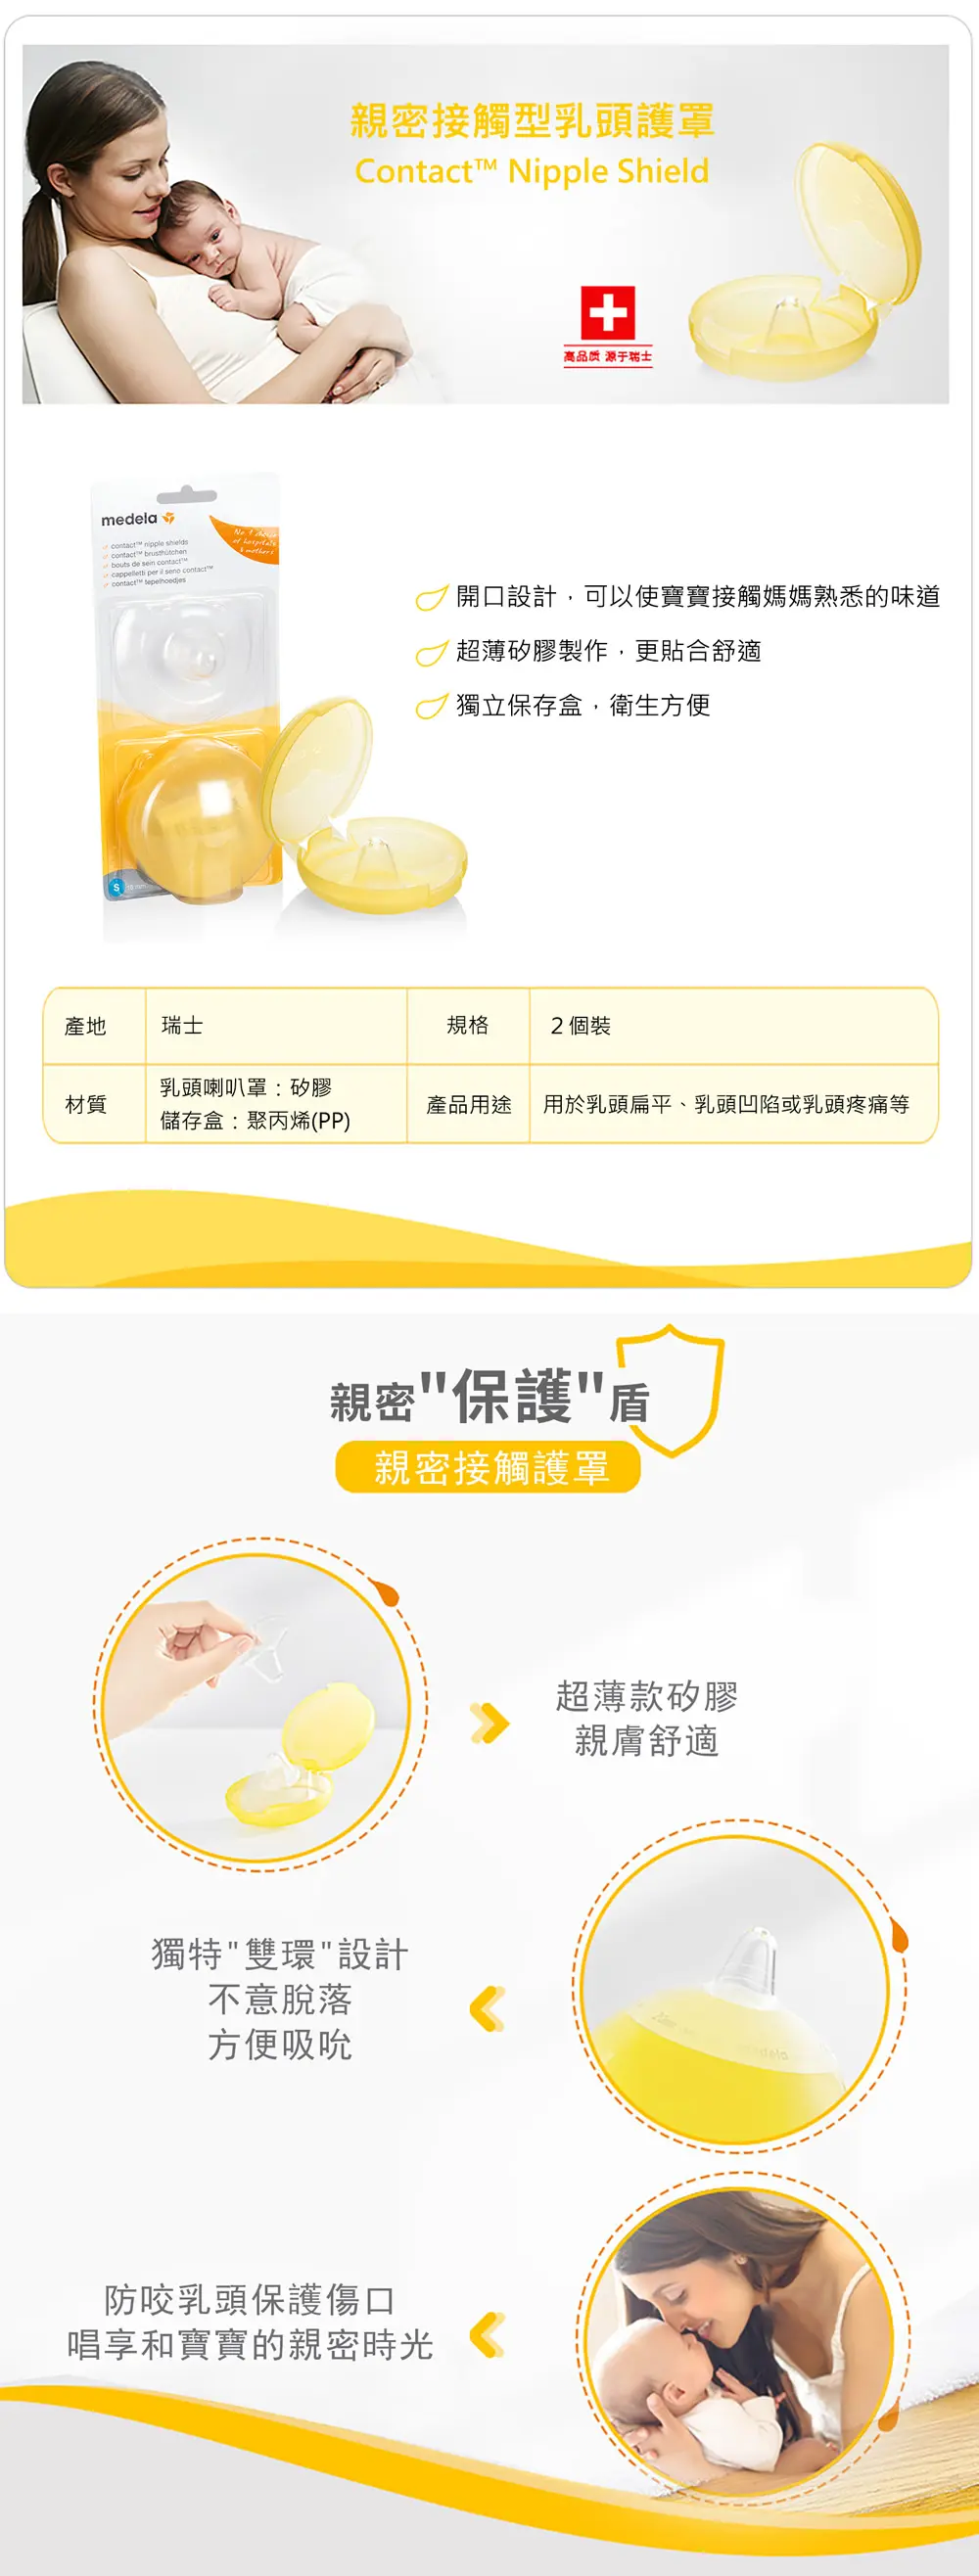 親密接觸型乳頭護罩
Contact™ Nipple Shield
高品质 源于瑞士
medela
contact™ nipple shields
contact™ brusthütchen
bouts de sein contact™
cappelletti per il seno contact™
contact™ tepelhoedjes
No. 1 choice
of hospitals
& mothers
S
開口設計，可以使寶寶接觸媽媽熟悉的味道
超薄矽膠製作，更貼合舒適
獨立保存盒，衛生方便
產地 瑞士 規格 2個裝
材質 乳頭喇叭罩：矽膠
儲存盒：聚丙烯(PP)
產品用途 用於乳頭扁平、乳頭凹陷或乳頭疼痛等
親密"保護"盾
親密接觸護罩
超薄款矽膠
親膚舒適
獨特"雙環"設計
不意脫落
方便吸吮
防咬乳頭保護傷口
唱享和寶寶的親密時光